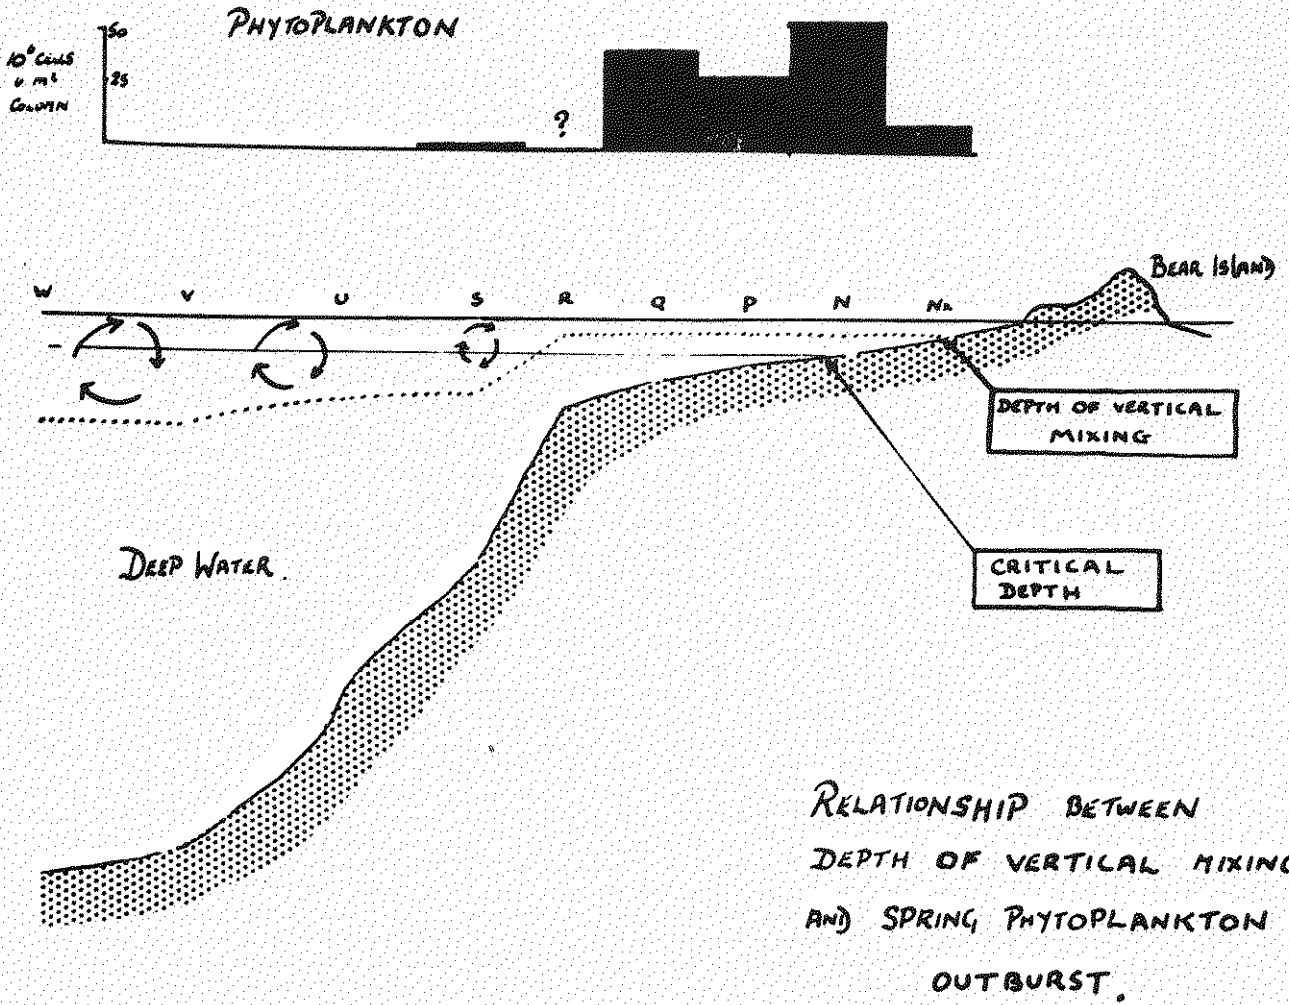 PHYTOPLANKTON
50
25
COLUMN
?
BEAR ISLAND
W V U S R Q P N
DEPTH OF VERTICAL
MIXING
DEEP WATER.
CRITICAL
DEPTH
RELATIONSHIP BETWEEN
DEPTH OF VERTICAL MIXING
AND SPRING PHYTOPLANKTON
OUTBURST.